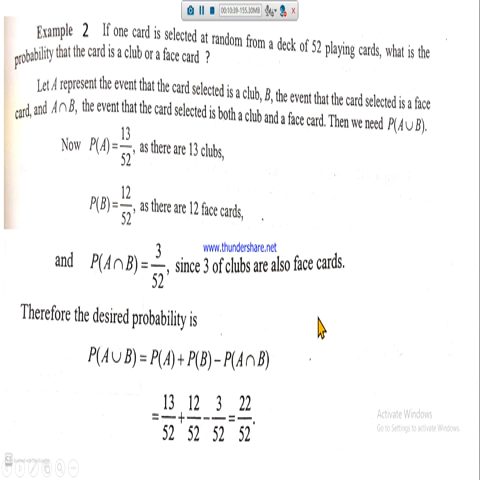 00:10:39-155.30MB
Example 2 If one card is selected at random from a deck of 52 playing cards, what is the
probability that the card is a club or a face card ?
Let A represent the event that the card selected is a club, B, the event that the card selected is a face
card, and A∩B, the event that the card selected is both a club and a face card. Then we need P(A∪B).
Now P(A)=13/52, as there are 13 clubs,
P(B)=12/52, as there are 12 face cards,
www.thundershare.net
and P(A∩B)=3/52, since 3 of clubs are also face cards.
Therefore the desired probability is
P(A∪B)=P(A)+P(B)−P(A∩B)
=13/52+12/52−3/52=22/52.
Activate Windows
Go to Settings to activate Windows.